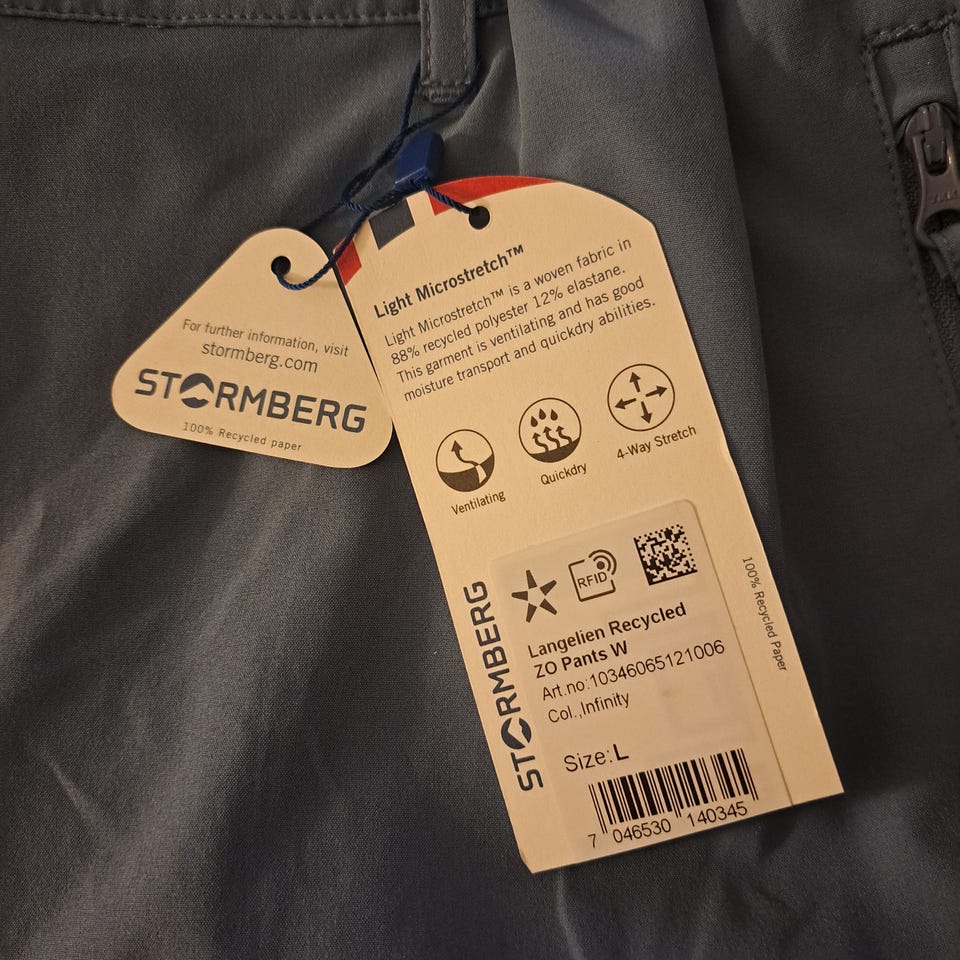 For further information, visit
stormberg.com
STORMBERG
100% Recycled paper
Light Microstretch™
Light Microstretch™ is a woven fabric in
88% recycled polyester 12% elastane.
This garment is ventilating and has good
moisture transport and quickdry abilities.
Ventilating
Quickdry
4-Way Stretch
STORMBERG
RFID
Langelien Recycled
ZO Pants W
Art.no:10346065121006
Col.,Infinity
Size:L
7 046530 140345
100% Recycled Paper